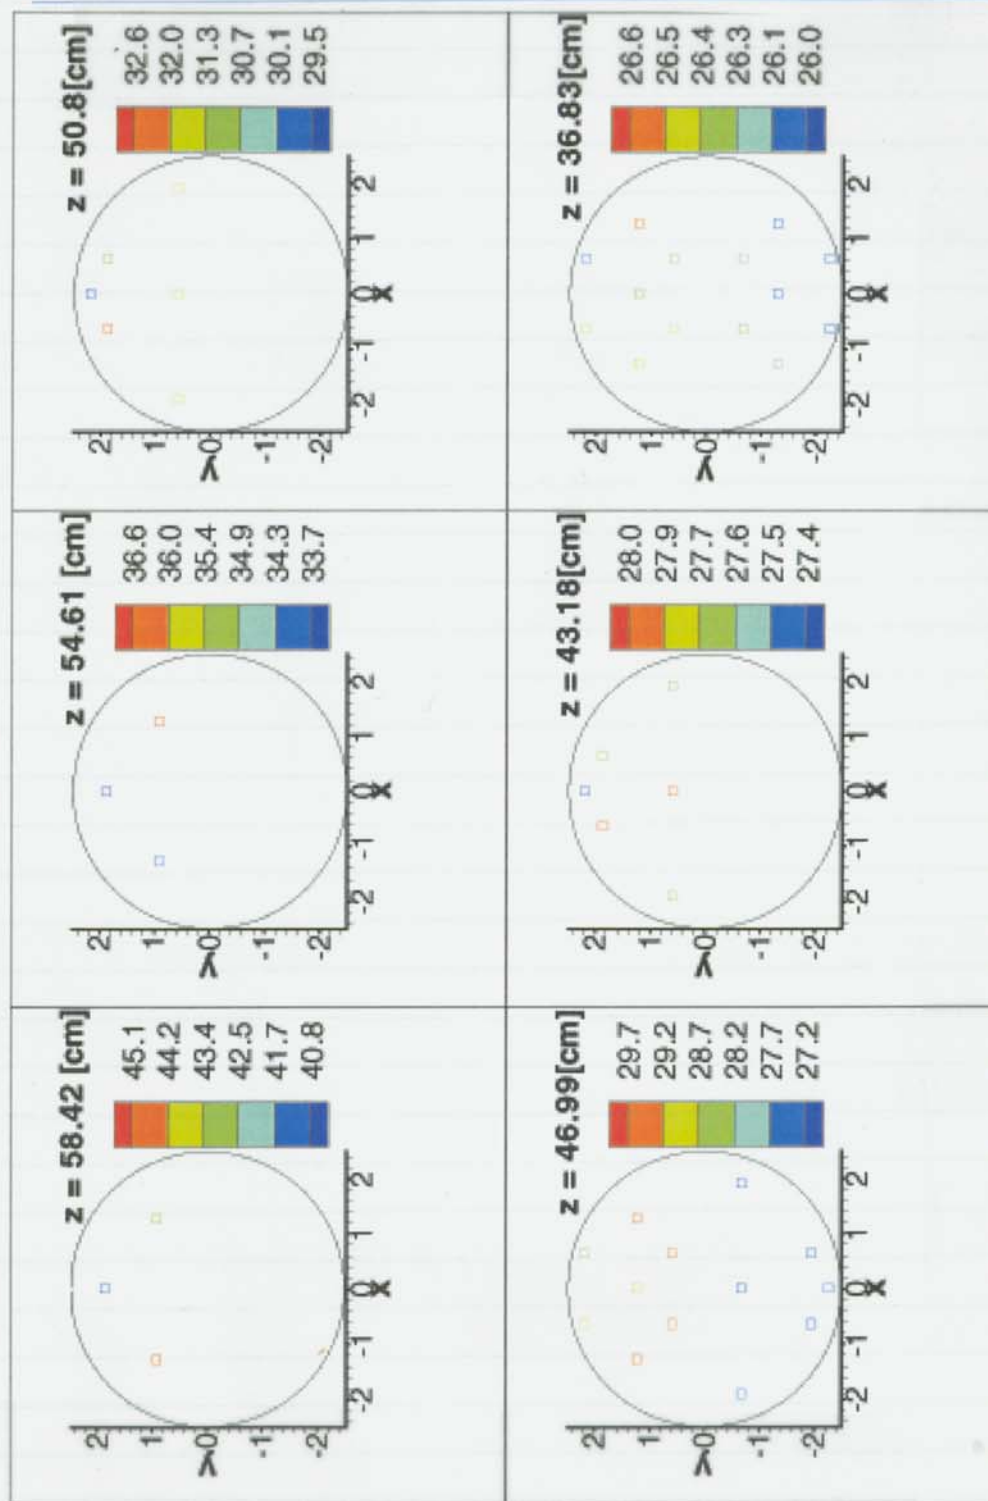 z = 58.42 [cm]
45.1
44.2
43.4
42.5
41.7
40.8
2
1
0
-1
-2
Y
-2 -1 0 1 2
X
z = 54.61 [cm]
36.6
36.0
35.4
34.9
34.3
33.7
2
1
0
-1
-2
Y
-2 -1 0 1 2
X
z = 50.8[cm]
32.6
32.0
31.3
30.7
30.1
29.5
2
1
0
-1
-2
Y
-2 -1 0 1 2
X
z = 46.99[cm]
29.7
29.2
28.7
28.2
27.7
27.2
2
1
0
-1
-2
Y
-2 -1 0 1 2
X
z = 43.18[cm]
28.0
27.9
27.7
27.6
27.5
27.4
2
1
0
-1
-2
Y
-2 -1 0 1 2
X
z = 36.83[cm]
26.6
26.5
26.4
26.3
26.1
26.0
2
1
0
-1
-2
Y
-2 -1 0 1 2
X